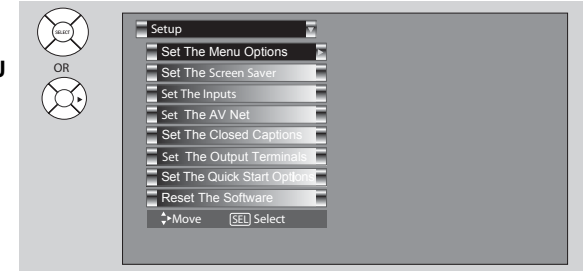 SELECT
OR
Setup
Set The Menu Options
Set The Screen Saver
Set The Inputs
Set The AV Net
Set The Closed Captions
Set The Output Terminals
Set The Quick Start Options
Reset The Software
Move SEL Select